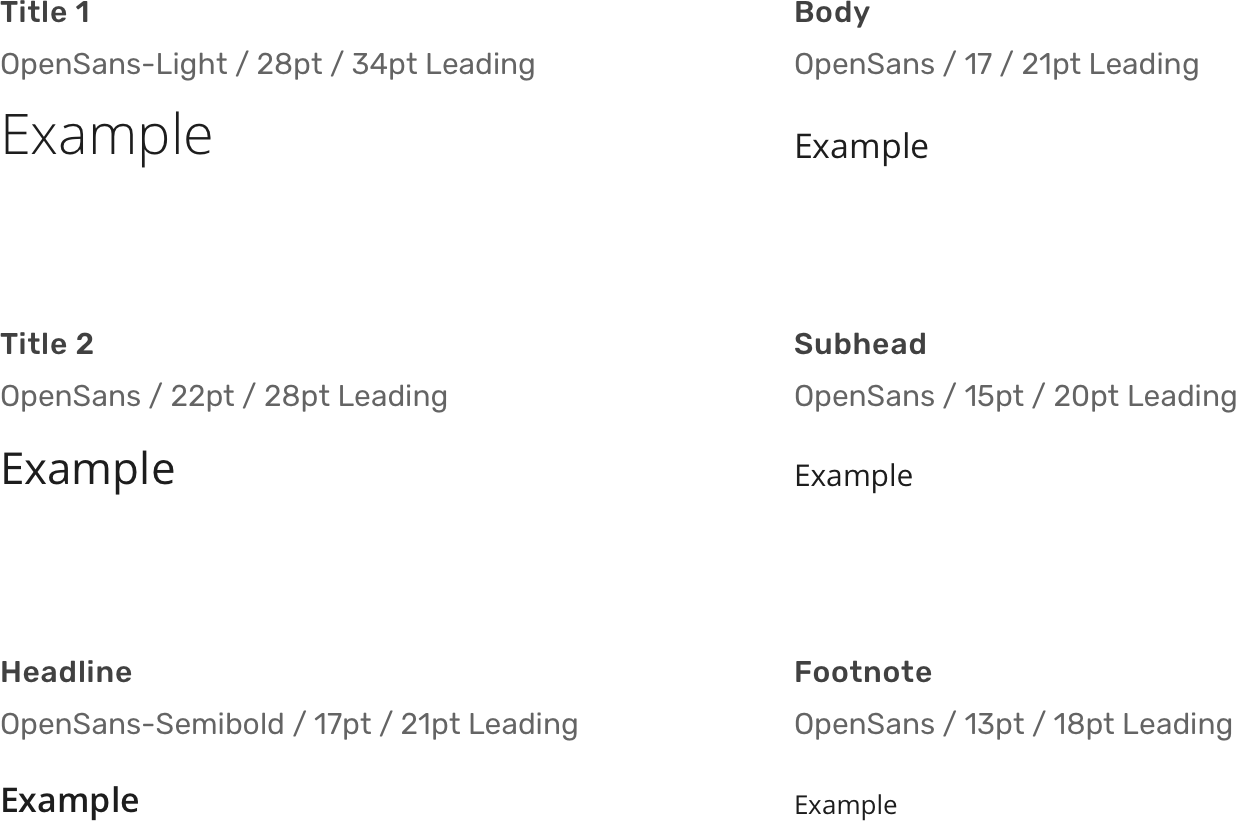 Title 1
OpenSans-Light / 28pt / 34pt Leading
Example
Title 2
OpenSans / 22pt / 28pt Leading
Example
Headline
OpenSans-Semibold / 17pt / 21pt Leading
Example
Body
OpenSans / 17 / 21pt Leading
Example
Subhead
OpenSans / 15pt / 20pt Leading
Example
Footnote
OpenSans / 13pt / 18pt Leading
Example